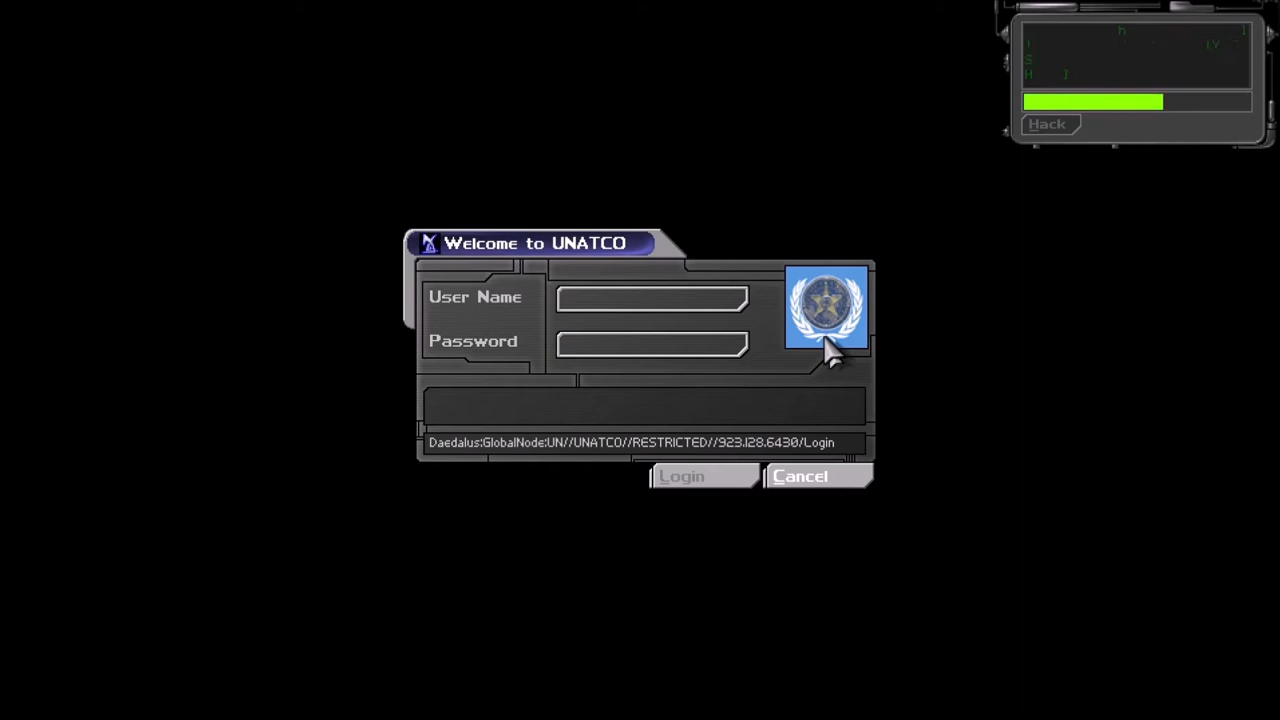 Hack
Welcome to UNATCO
User Name
Password
Daedalus:GlobalNode:UN//UNATCO//RESTRICTED//923.128.6430/Login
Login
Cancel